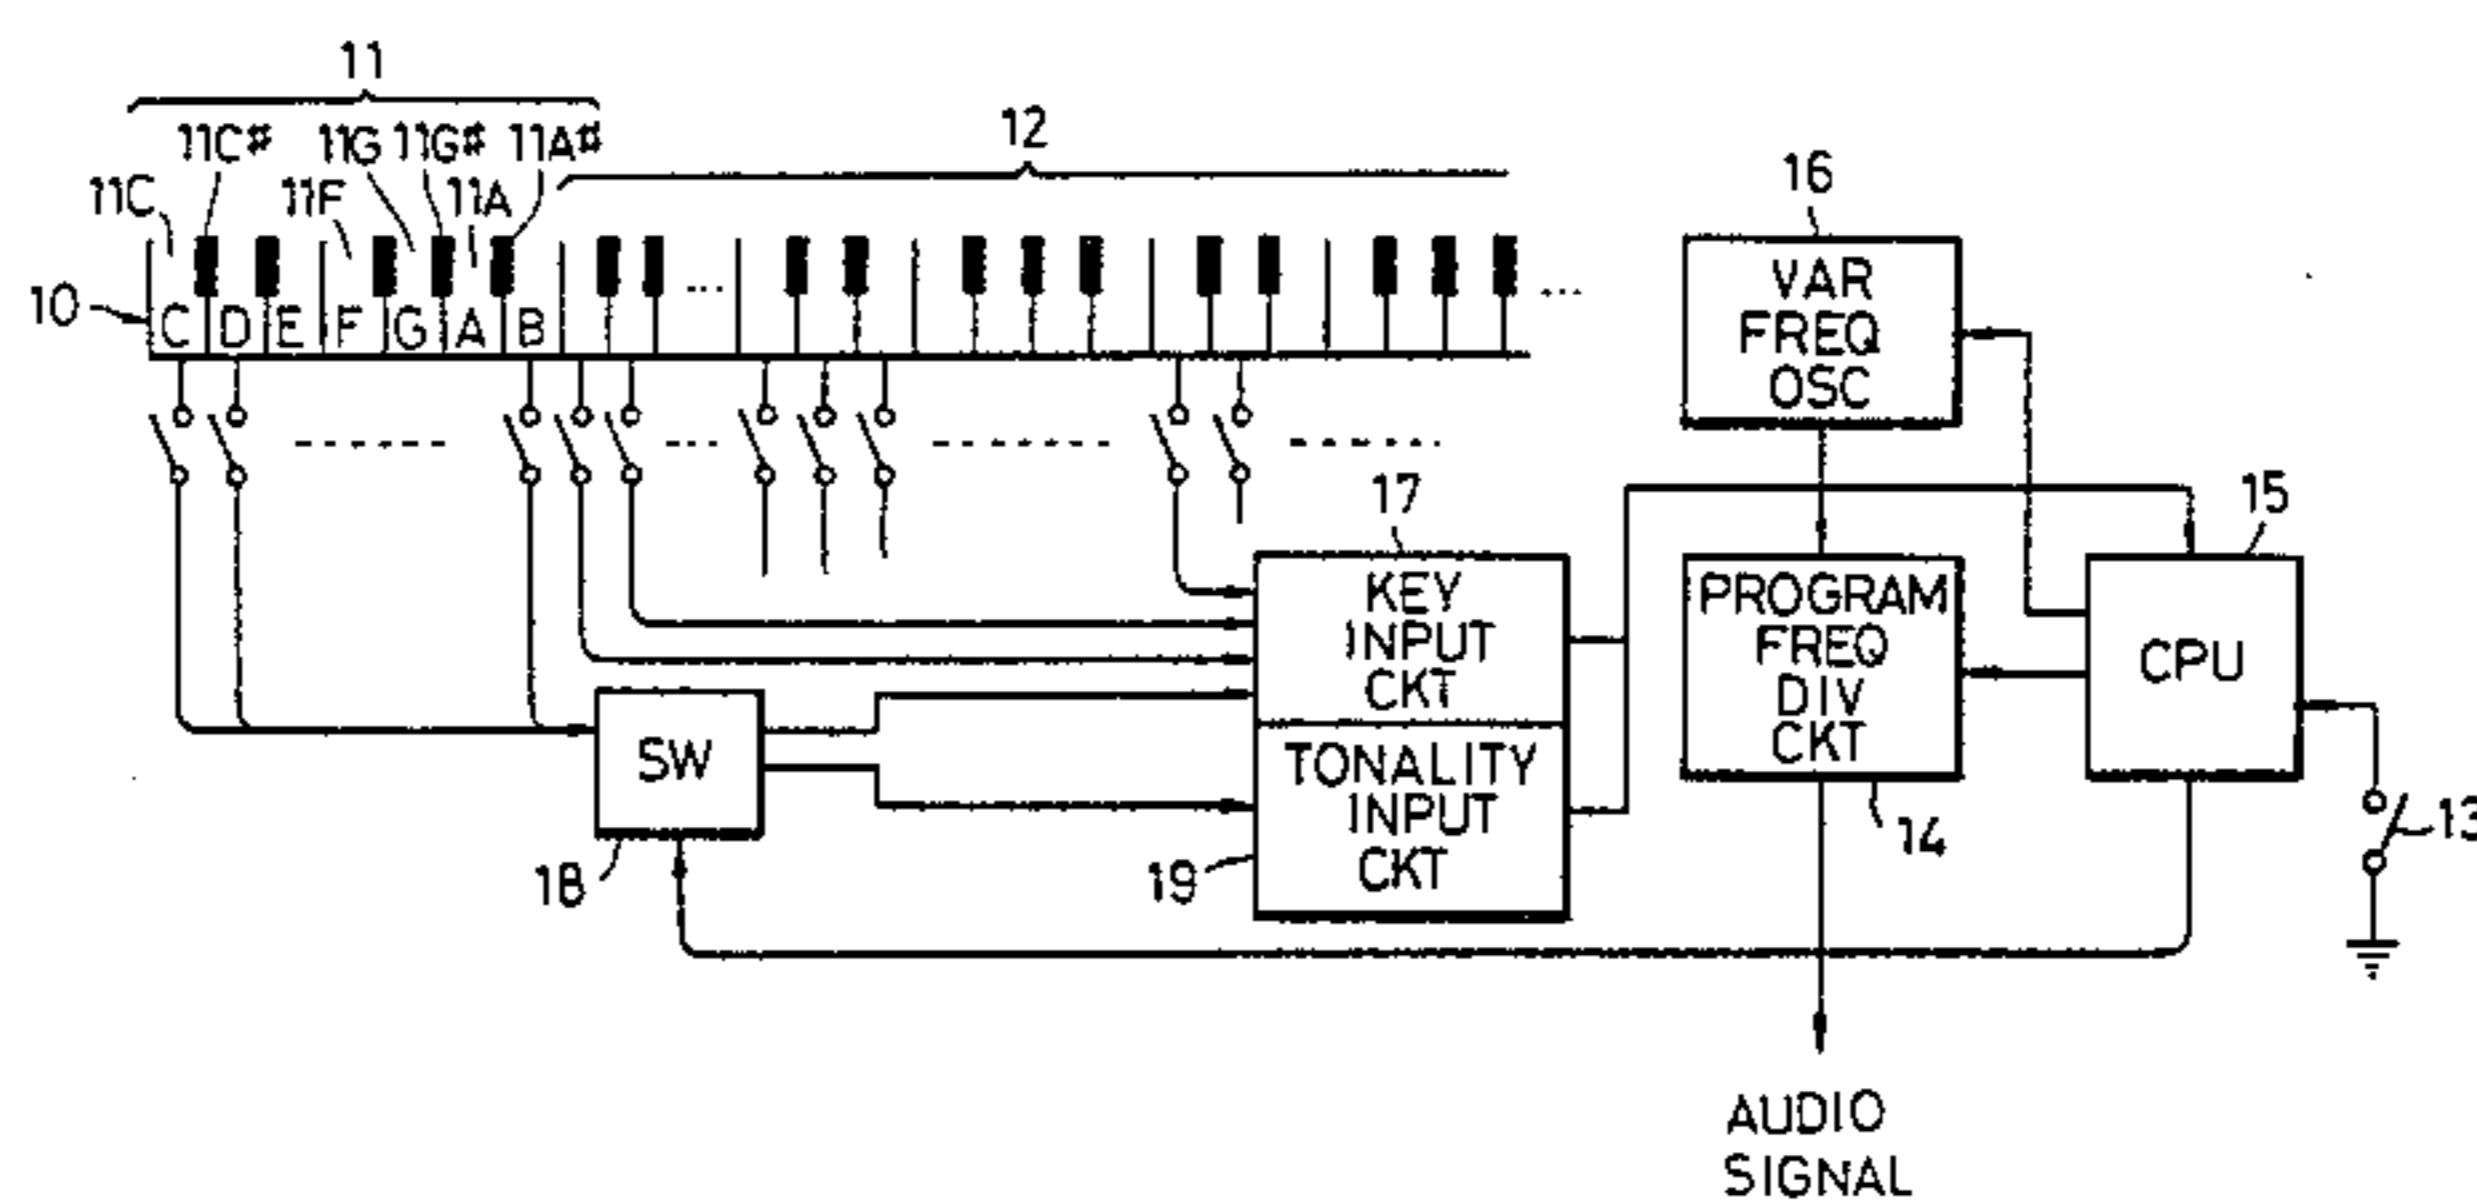 11
12
11C# 11G 11G# 11A#
11C 11F 11A
10
C D E F G A B
16
VAR
FREQ
OSC
17
15
KEY
INPUT
CKT
PROGRAM
FREQ
DIV
CKT
CPU
SW
TONALITY
INPUT
CKT
13
14
18
19
AUDIO
SIGNAL